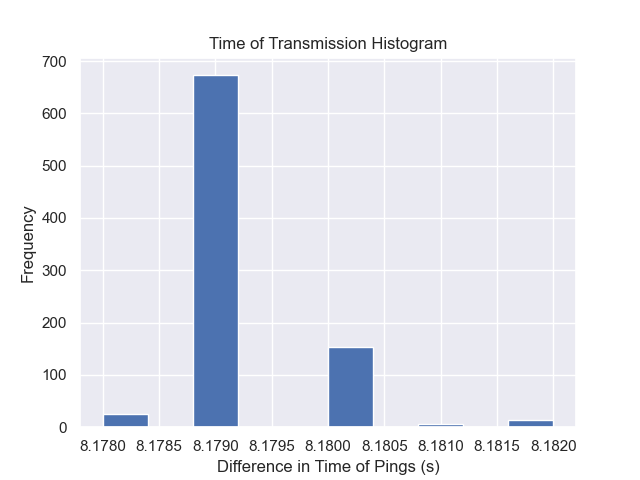 Time of Transmission Histogram
700
600
500
400
300
200
100
0
Frequency
8.1780 8.1785 8.1790 8.1795 8.1800 8.1805 8.1810 8.1815 8.1820
Difference in Time of Pings (s)